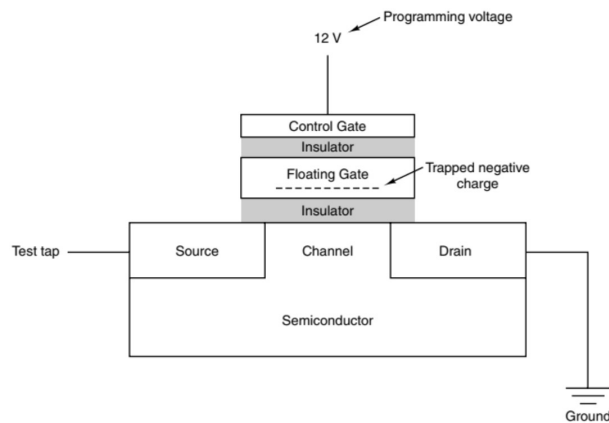 Programming voltage
12 V
Control Gate
Insulator
Floating Gate
Trapped negative
charge
Insulator
Test tap
Source
Channel
Drain
Semiconductor
Ground